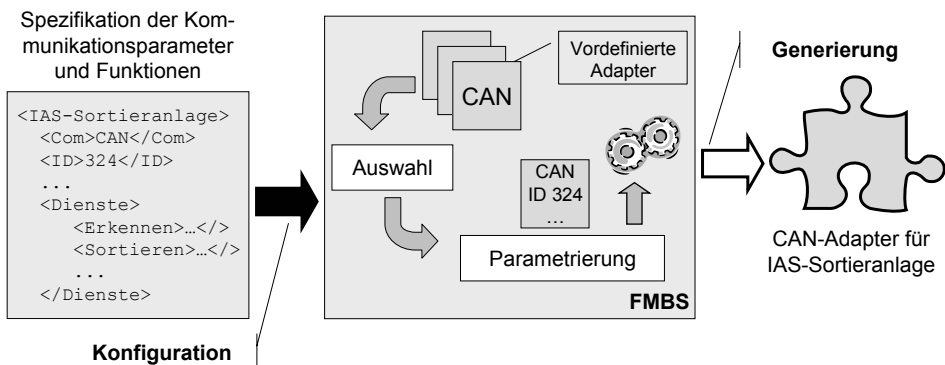 Spezifikation der Kom-
munikationsparameter
und Funktionen
<IAS-Sortieranlage>
<Com>CAN</Com>
<ID>324</ID>
...
<Dienste>
<Erkennen>…</>
<Sortieren>…</>
...
</Dienste>
Konfiguration
CAN
Vordefinierte
Adapter
Auswahl
CAN
ID 324
…
Parametrierung
FMBS
Generierung
CAN-Adapter für
IAS-Sortieranlage